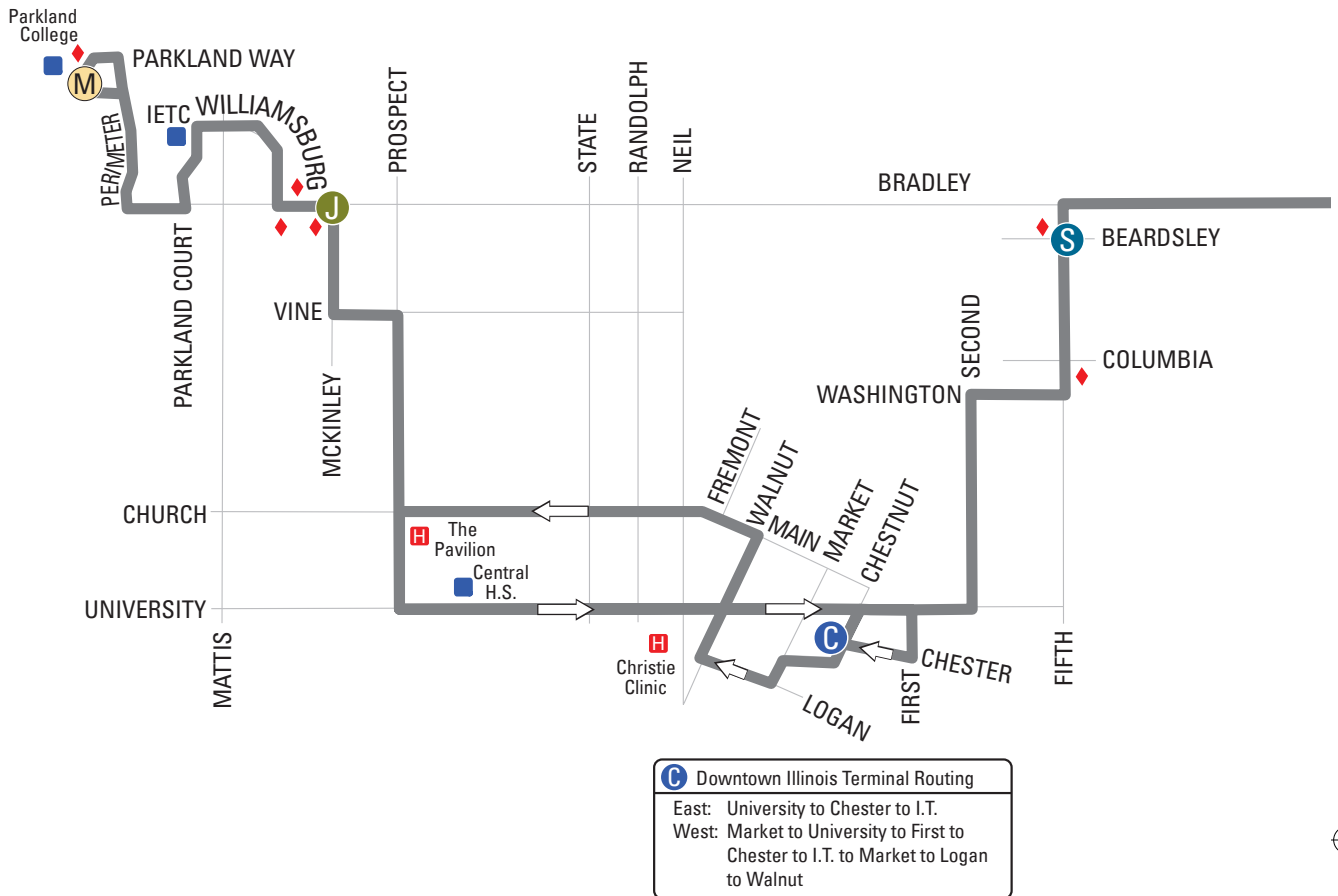 Parkland
College
M
PARKLAND WAY
IETC
WILLIAMSBURG
PERIMETER
PARKLAND COURT
J
PROSPECT
STATE
RANDOLPH
NEIL
BRADLEY
S
BEARDSLEY
VINE
MCKINLEY
SECOND
COLUMBIA
WASHINGTON
FREMONT
WALNUT
MAIN
MARKET
CHESTNUT
CHURCH
H
The
Pavilion
Central
H.S.
UNIVERSITY
MATTIS
H
Christie
Clinic
C
CHESTER
LOGAN
FIRST
FIFTH
C Downtown Illinois Terminal Routing
East: University to Chester to I.T.
West: Market to University to First to
Chester to I.T. to Market to Logan
to Walnut